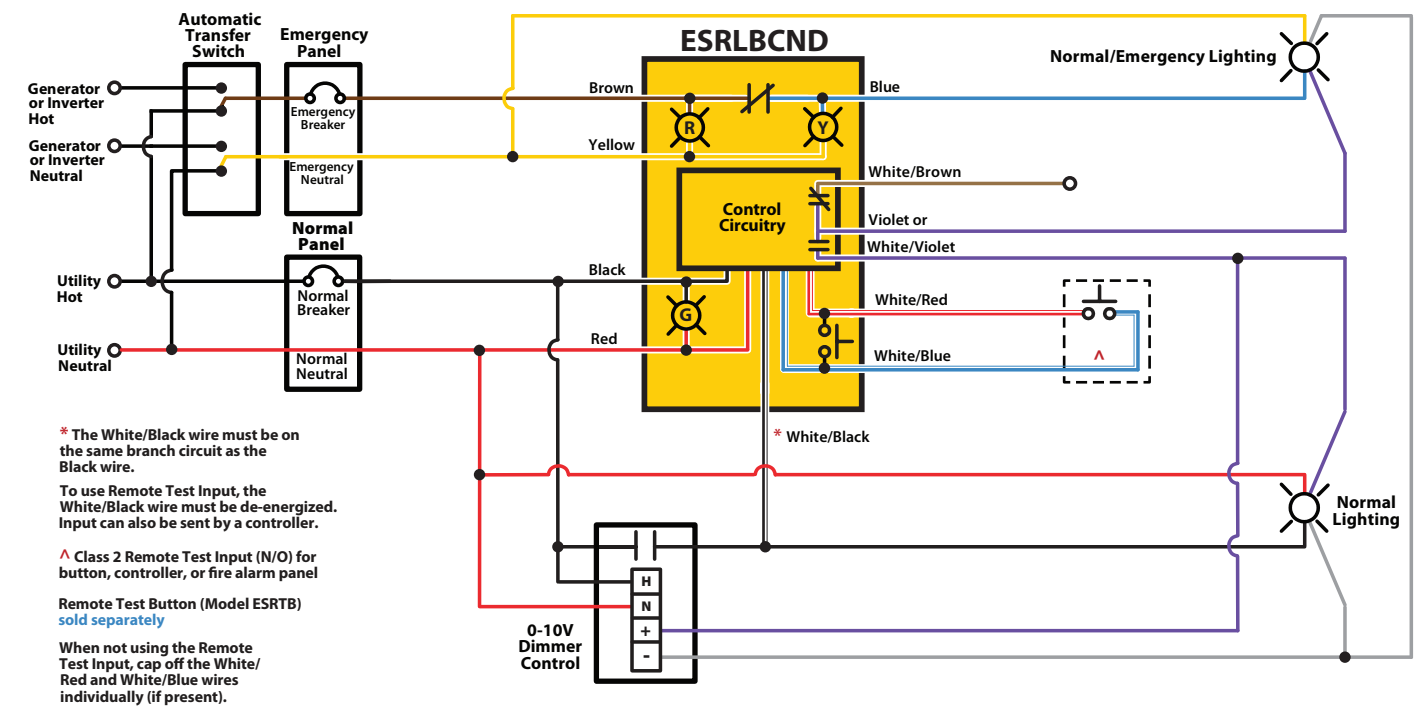 Automatic
Transfer
Switch
Emergency
Panel
ESRLBCND
Normal/Emergency Lighting
Generator
or Inverter
Hot
Brown
Blue
Emergency
Breaker
R
Y
Generator
or Inverter
Neutral
Yellow
Emergency
Neutral
White/Brown
Control
Circuitry
Violet or
White/Violet
Normal
Panel
Utility
Hot
Black
Normal
Breaker
White/Red
G
Red
Utility
Neutral
Normal
Neutral
White/Blue
^
* The White/Black wire must be on
the same branch circuit as the
Black wire.
* White/Black
To use Remote Test Input, the
White/Black wire must be de-energized.
Input can also be sent by a controller.
Normal
Lighting
^ Class 2 Remote Test Input (N/O) for
button, controller, or fire alarm panel
Remote Test Button (Model ESRTB)
sold separately
When not using the Remote
Test Input, cap off the White/
Red and White/Blue wires
individually (if present).
0-10V
Dimmer
Control
H
N
+
-